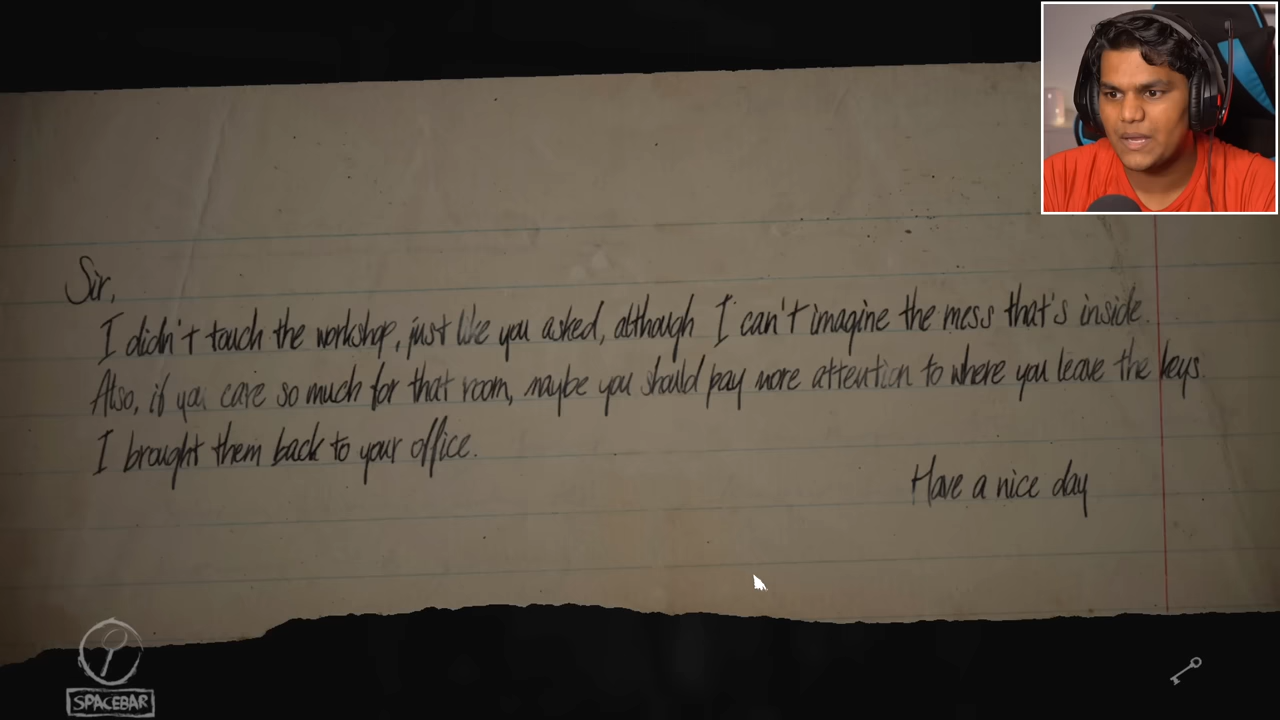 Sir,
I didn't touch the workshop, just like you asked, although I can't imagine the mess that's inside.
Also, if you care so much for that room, maybe you should pay more attention to where you leave the keys.
I brought them back to your office.
Have a nice day
SPACEBAR